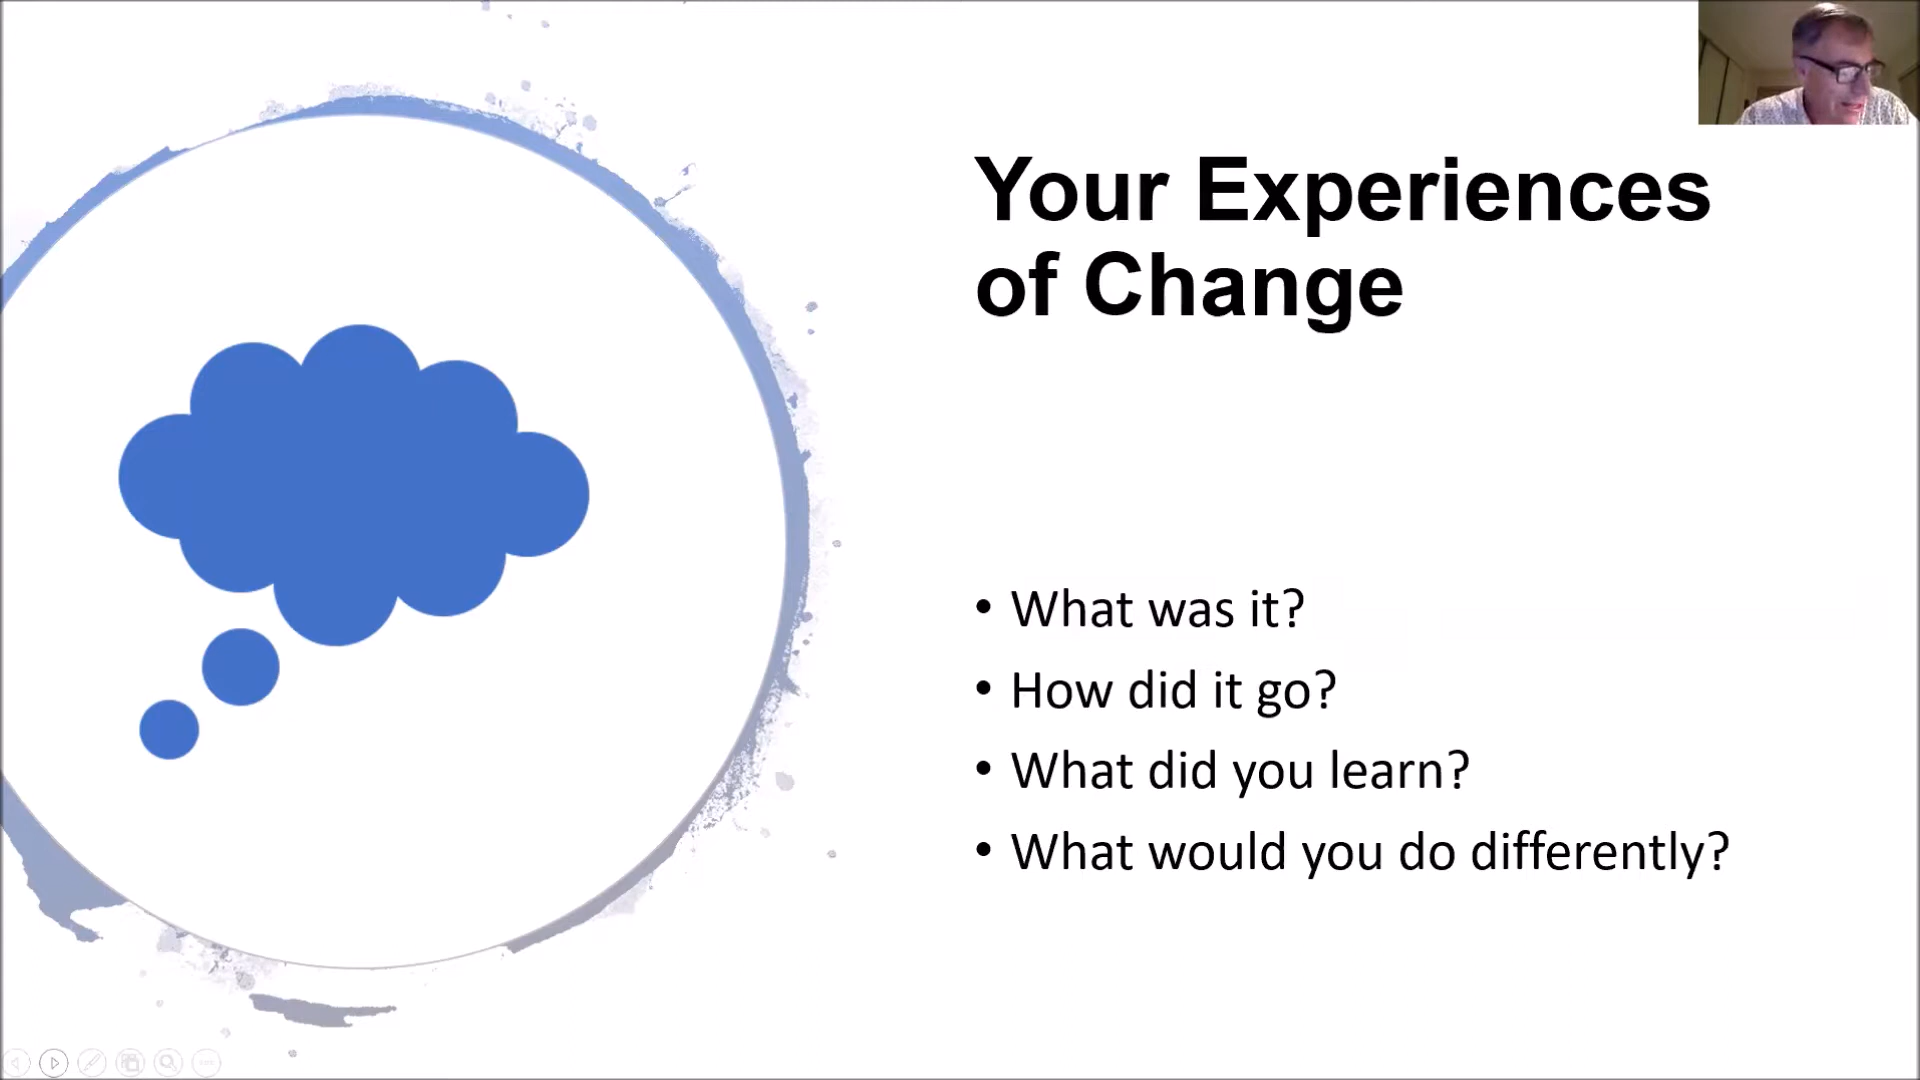 Your Experiences
of Change
• What was it?
• How did it go?
• What did you learn?
• What would you do differently?